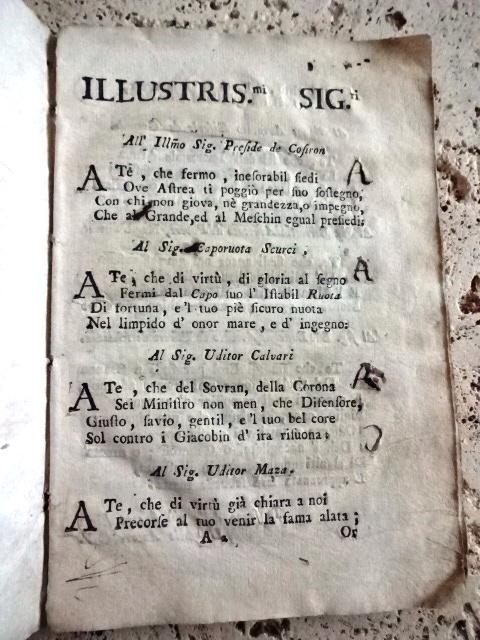 ILLUSTRIS.mi SIG.ri
All' Illm̃o Sig. Preside de Cosiron
A Te, che fermo, inesorabil siedi
Ove Astrea ti poggiò per suo sostegno,
Con chi non giova, nè grandezza, o impegno,
Che al Grande, ed al Meschin egual presiedi.
Al Sig. Caporuota Scurci.
A Te, che di virtù, di gloria al segno
Fermi dal Capo suo l' Istabil Ruota
Di fortuna, e 'l tuo piè sicuro nuota
Nel limpido d' onor mare, e d' ingegno:
Al Sig. Uditor Calvari
A Te, che del Sovran, della Corona
Sei Ministro non men, che Difensore,
Giusto, savio, gentil, e 'l tuo bel core
Sol contro i Giacobin d' ira risuona:
Al Sig. Uditor Maza.
A Te, che di virtù già chiara a noi
Precorse al tuo venir la fama alata;
A
Or